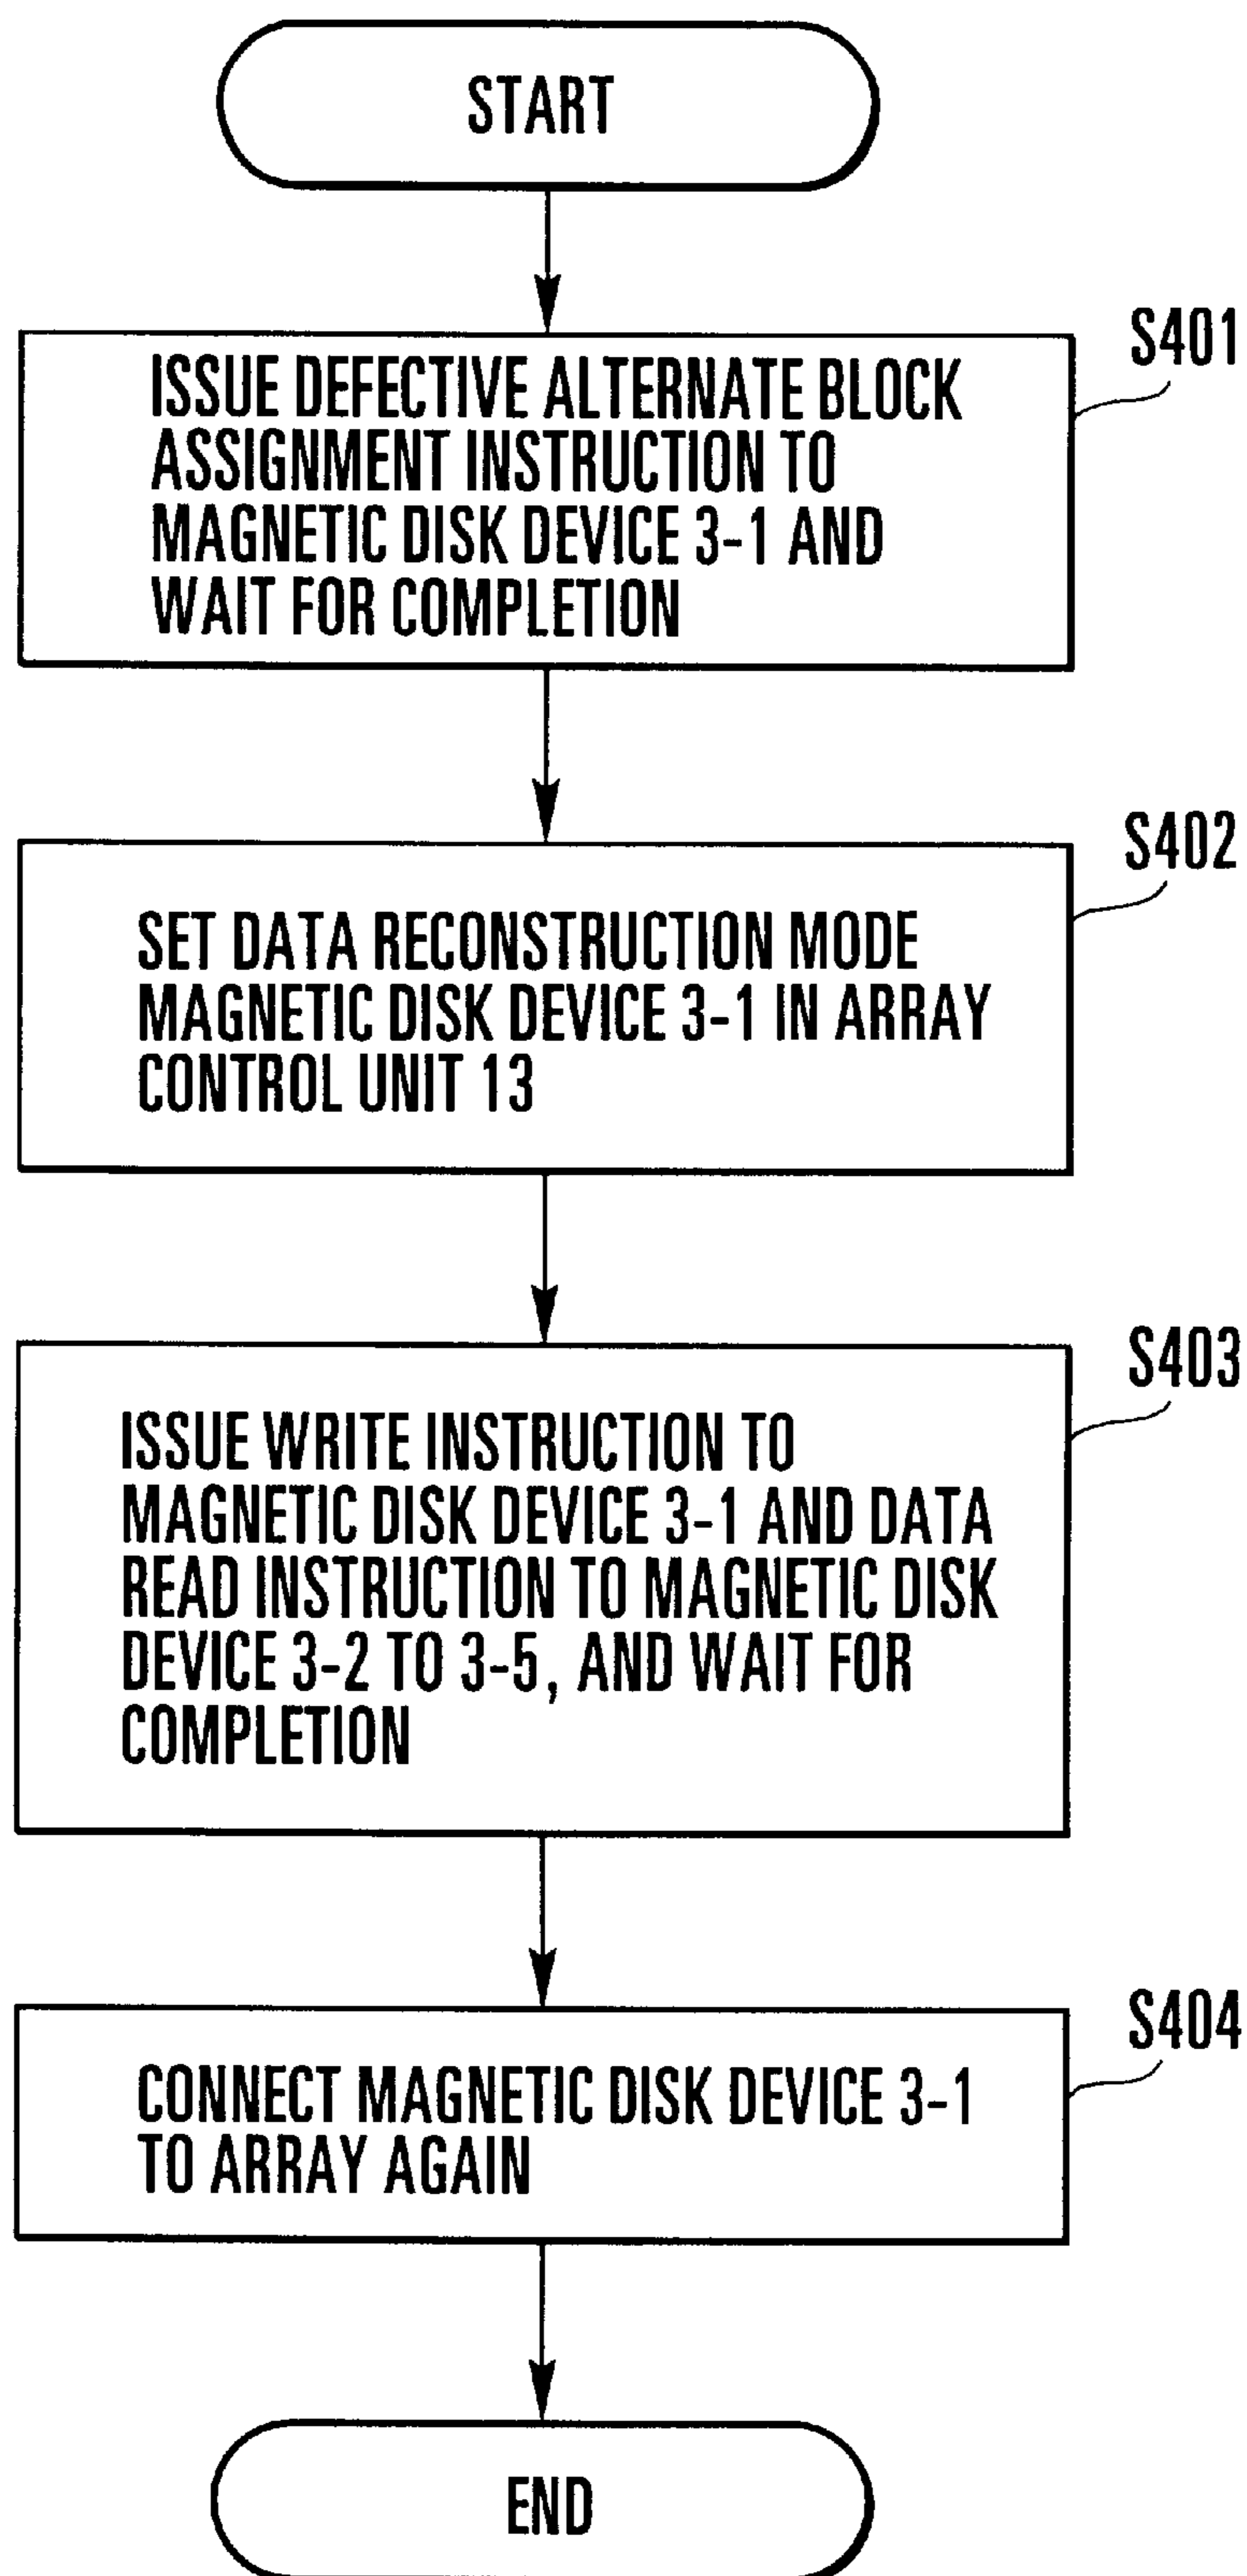 START
S401
ISSUE DEFECTIVE ALTERNATE BLOCK
ASSIGNMENT INSTRUCTION TO
MAGNETIC DISK DEVICE 3-1 AND
WAIT FOR COMPLETION
S402
SET DATA RECONSTRUCTION MODE
MAGNETIC DISK DEVICE 3-1 IN ARRAY
CONTROL UNIT 13
S403
ISSUE WRITE INSTRUCTION TO
MAGNETIC DISK DEVICE 3-1 AND DATA
READ INSTRUCTION TO MAGNETIC DISK
DEVICE 3-2 TO 3-5, AND WAIT FOR
COMPLETION
S404
CONNECT MAGNETIC DISK DEVICE 3-1
TO ARRAY AGAIN
END